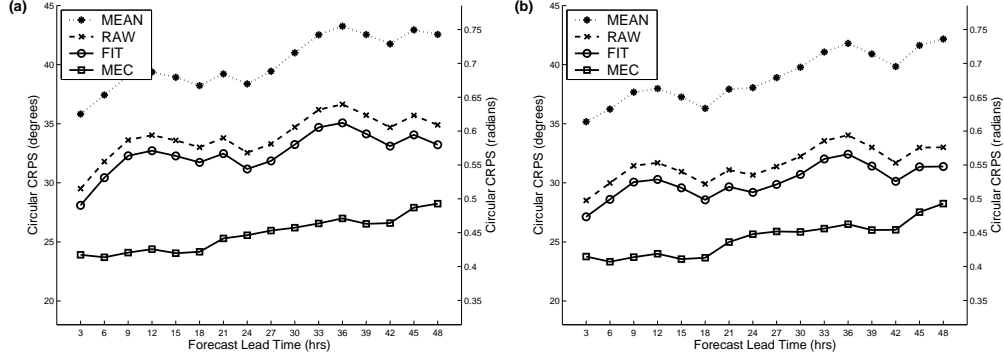 (a)
MEAN
RAW
FIT
MEC
45
40
35
30
25
20
Circular CRPS (degrees)
0.75
0.7
0.65
0.6
0.55
0.5
0.45
0.4
0.35
Circular CRPS (radians)
3 6 9 12 15 18 21 24 27 30 33 36 39 42 45 48
Forecast Lead Time (hrs)
(b)
MEAN
RAW
FIT
MEC
45
40
35
30
25
20
Circular CRPS (degrees)
0.75
0.7
0.65
0.6
0.55
0.5
0.45
0.4
0.35
Circular CRPS (radians)
3 6 9 12 15 18 21 24 27 30 33 36 39 42 45 48
Forecast Lead Time (hrs)